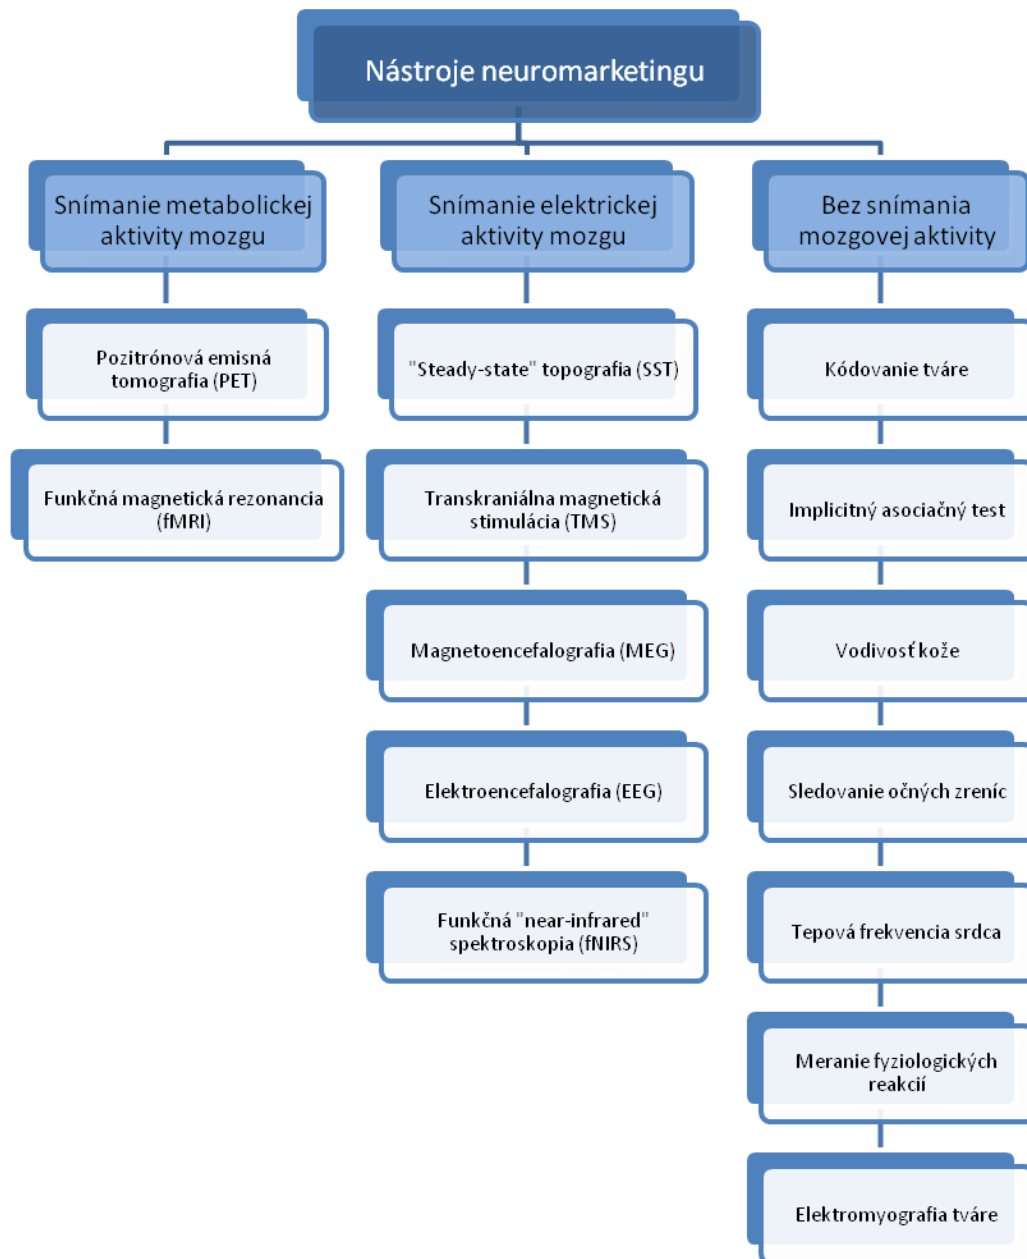 Nástroje neuromarketingu
Snímanie metabolickej
aktivity mozgu
Pozitrónová emisná
tomografia (PET)
Funkčná magnetická rezonancia
(fMRI)
Snímanie elektrickej
aktivity mozgu
"Steady-state" topografia (SST)
Transkraniálna magnetická
stimulácia (TMS)
Magnetoencefalografia (MEG)
Elektroencefalografia (EEG)
Funkčná "near-infrared"
spektroskopia (fNIRS)
Bez snímania
mozgovej aktivity
Kódovanie tváre
Implicitný asociačný test
Vodivosť kože
Sledovanie očných zreníc
Tepová frekvencia srdca
Meranie fyziologických
reakcií
Elektromyografia tváre